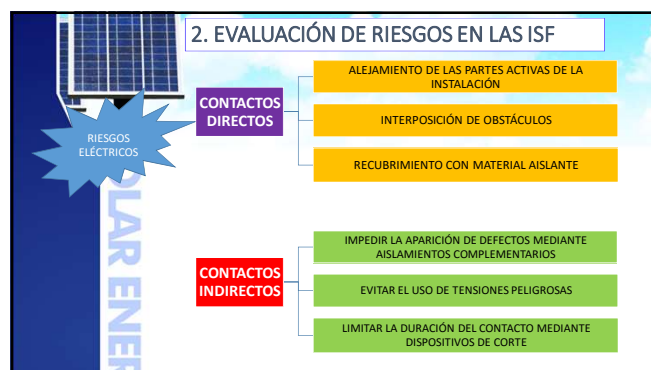 2. EVALUACIÓN DE RIESGOS EN LAS ISF
RIESGOS
ELÉCTRICOS
CONTACTOS
DIRECTOS
ALEJAMIENTO DE LAS PARTES ACTIVAS DE LA
INSTALACIÓN
INTERPOSICIÓN DE OBSTÁCULOS
RECUBRIMIENTO CON MATERIAL AISLANTE
CONTACTOS
INDIRECTOS
IMPEDIR LA APARICIÓN DE DEFECTOS MEDIANTE
AISLAMIENTOS COMPLEMENTARIOS
EVITAR EL USO DE TENSIONES PELIGROSAS
LIMITAR LA DURACIÓN DEL CONTACTO MEDIANTE
DISPOSITIVOS DE CORTE
OLAR ENER